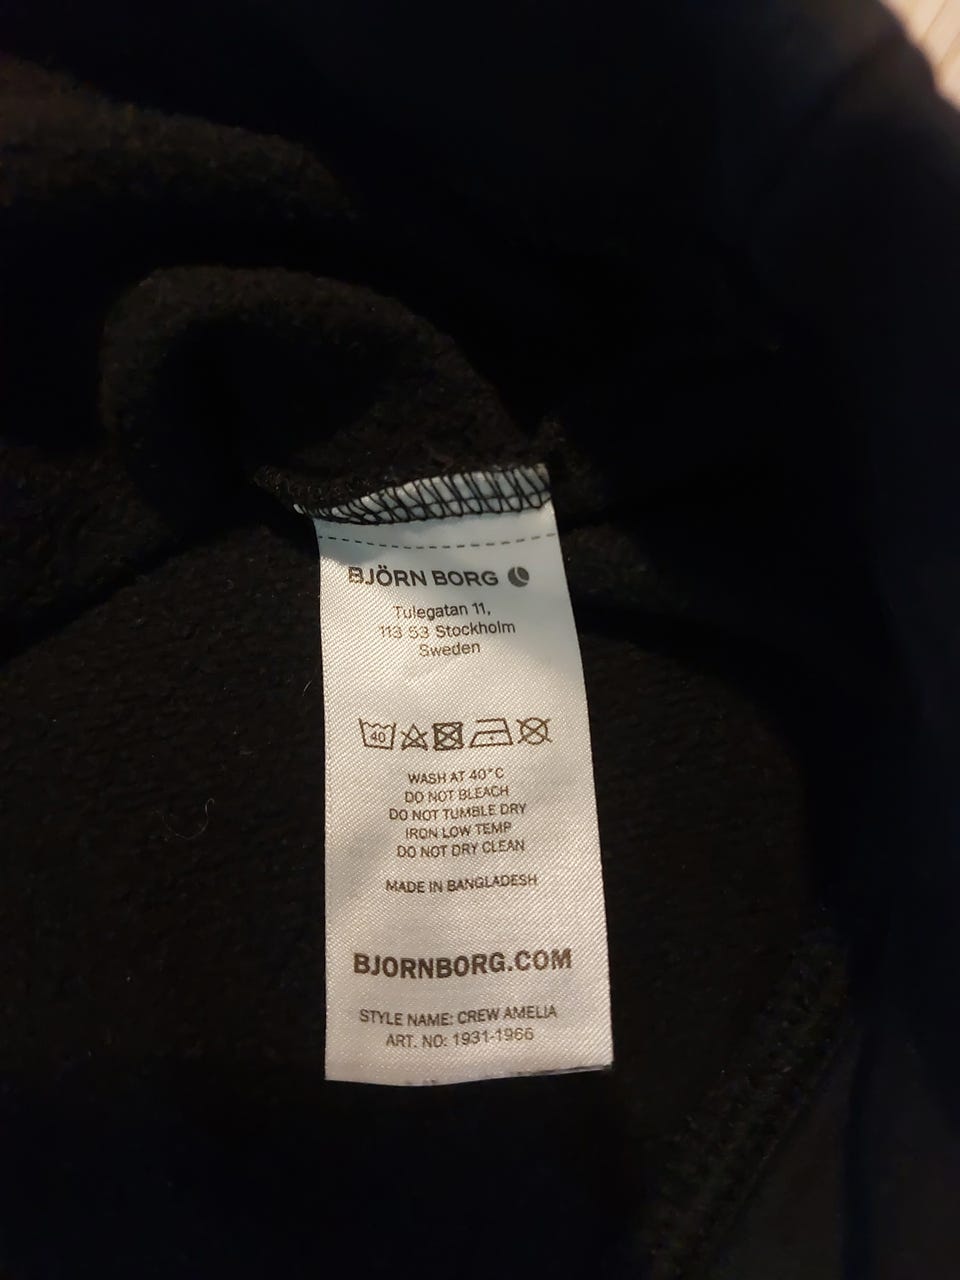 BJÖRN BORG
Tulegatan 11,
113 53 Stockholm
Sweden
40
WASH AT 40°C
DO NOT BLEACH
DO NOT TUMBLE DRY
IRON LOW TEMP
DO NOT DRY CLEAN
MADE IN BANGLADESH
BJORNBORG.COM
STYLE NAME: CREW AMELIA
ART. NO: 1931-1966